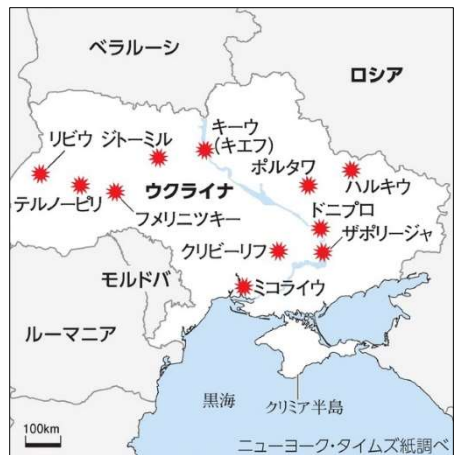 ベラルーシ
ロシア
キーウ
(キエフ)
リビウ
ジトーミル
ポルタワ
ハルキウ
ウクライナ
テルノーピリ
フメリニツキー
ドニプロ
クリビーリフ
ザポリージャ
モルドバ
ミコライウ
ルーマニア
黒海
クリミア半島
100km
ニューヨーク・タイムズ紙調べ